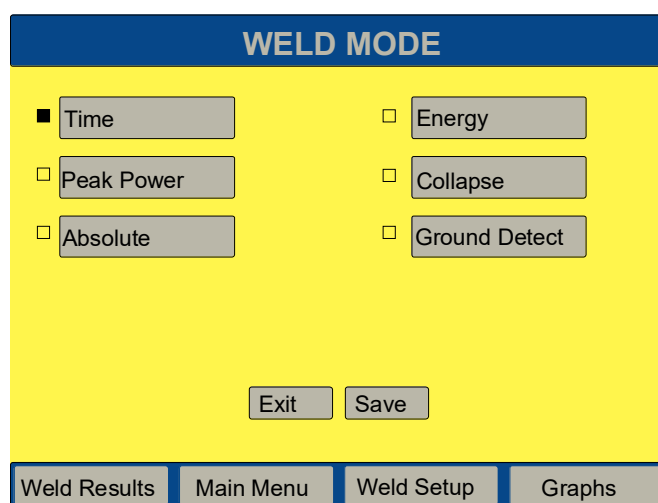 WELD MODE
Time
Energy
Peak Power
Collapse
Absolute
Ground Detect
Exit
Save
Weld Results
Main Menu
Weld Setup
Graphs